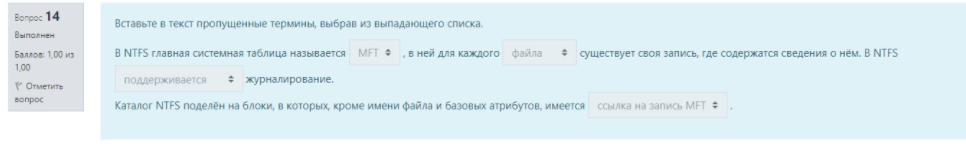 Вопрос 14
Выполнен
Баллов: 1,00 из
1,00
Отметить
вопрос
Вставьте в текст пропущенные термины, выбрав из выпадающего списка.
В NTFS главная системная таблица называется MFT , в ней для каждого файла существует своя запись, где содержатся сведения о нём. В NTFS
поддерживается журналирование.
Каталог NTFS поделён на блоки, в которых, кроме имени файла и базовых атрибутов, имеется ссылка на запись MFT .